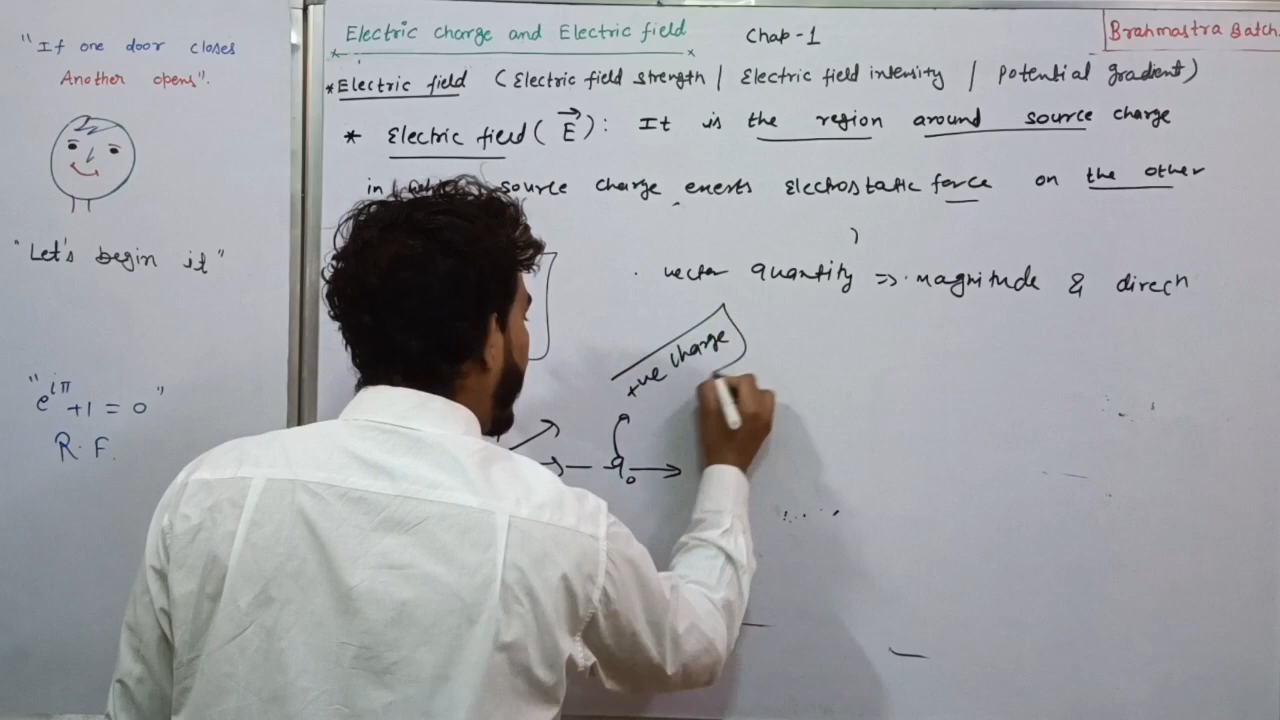 "If one door closes
Another opens".
"Let's begin it"
"e^iπ +1 = 0"
R. F.
Electric charge and Electric field
Chap-1
Brahmastra Batch
*Electric field (Electric field strength / Electric field intensity / Potential gradient)
* Electric field (E⃗): It is the region around source charge
in source charge exerts Electrostatic force on the other
vector quantity => magnitude & direcn
+ve charge
q₀